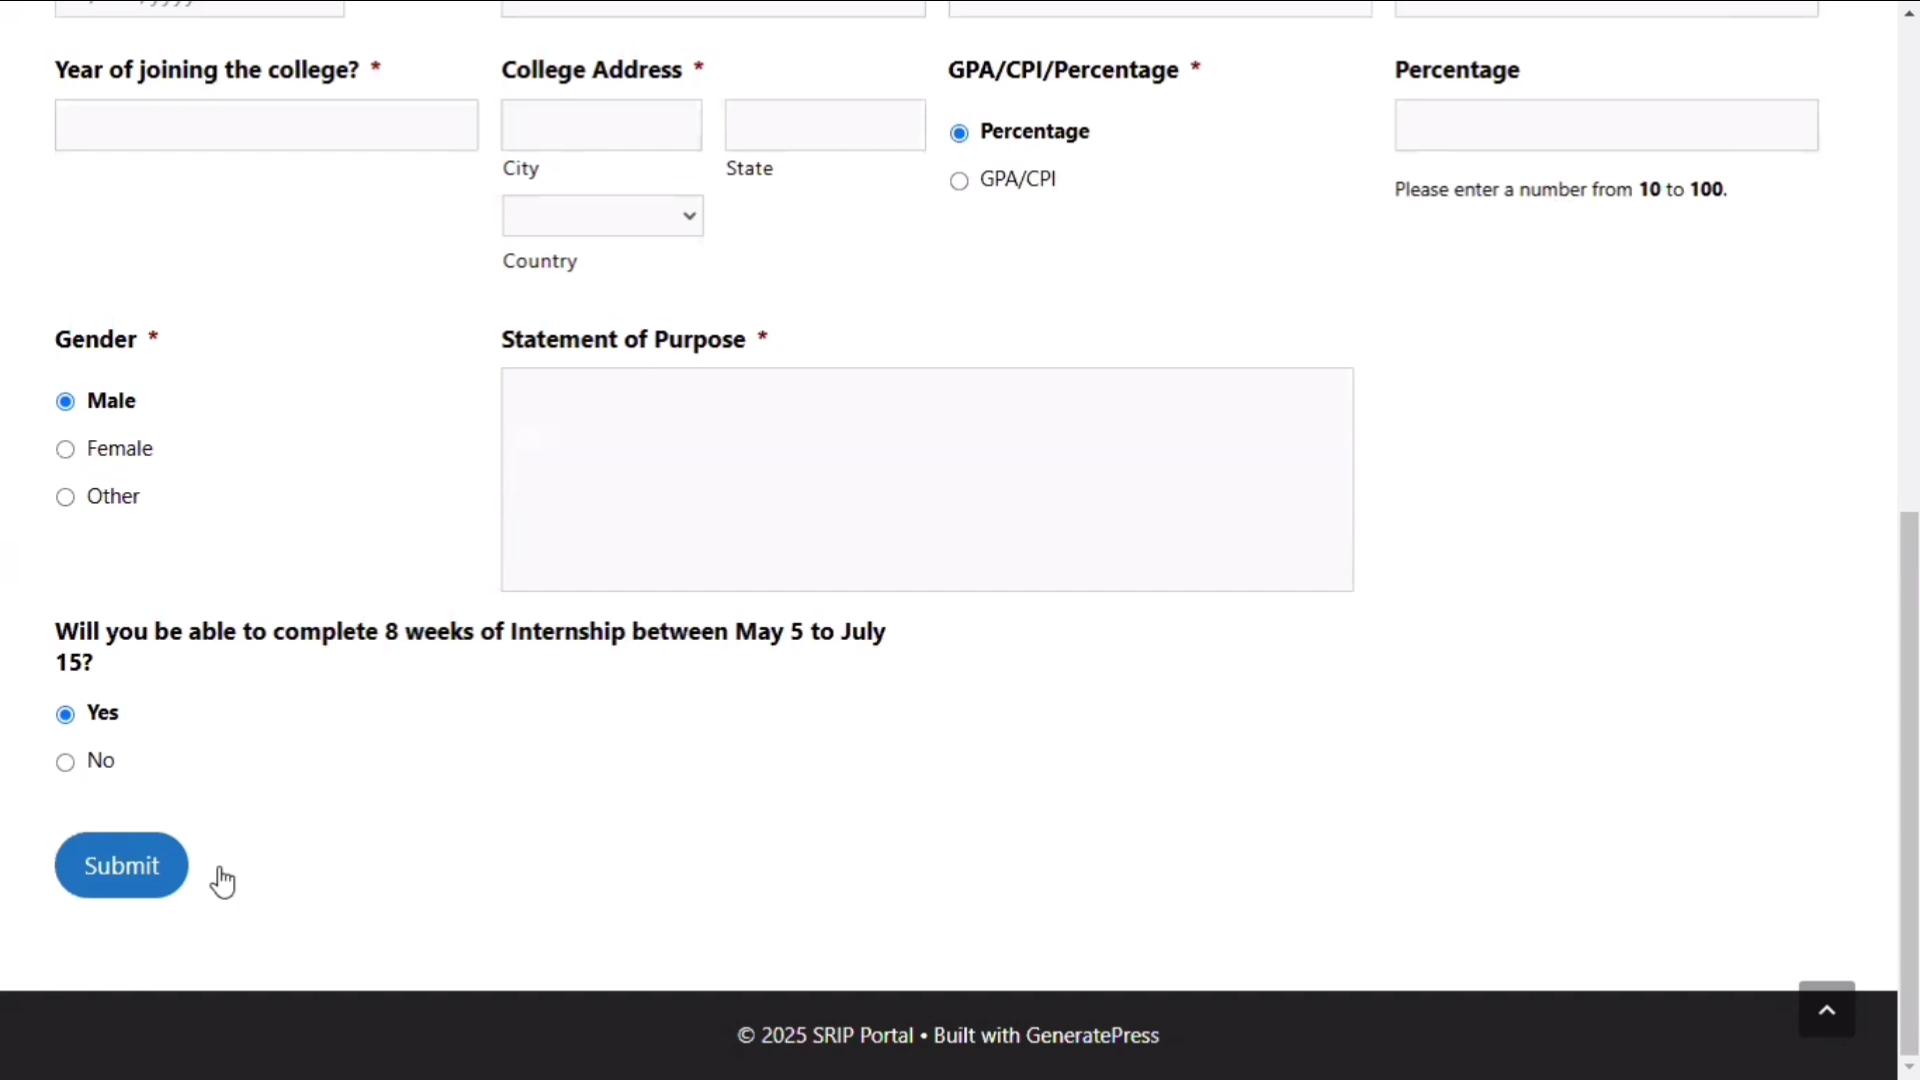 Year of joining the college? *
College Address *
GPA/CPI/Percentage *
Percentage
Percentage
City
State
GPA/CPI
Please enter a number from 10 to 100.
Country
Gender *
Statement of Purpose *
Male
Female
Other
Will you be able to complete 8 weeks of Internship between May 5 to July
15?
Yes
No
Submit
© 2025 SRIP Portal • Built with GeneratePress